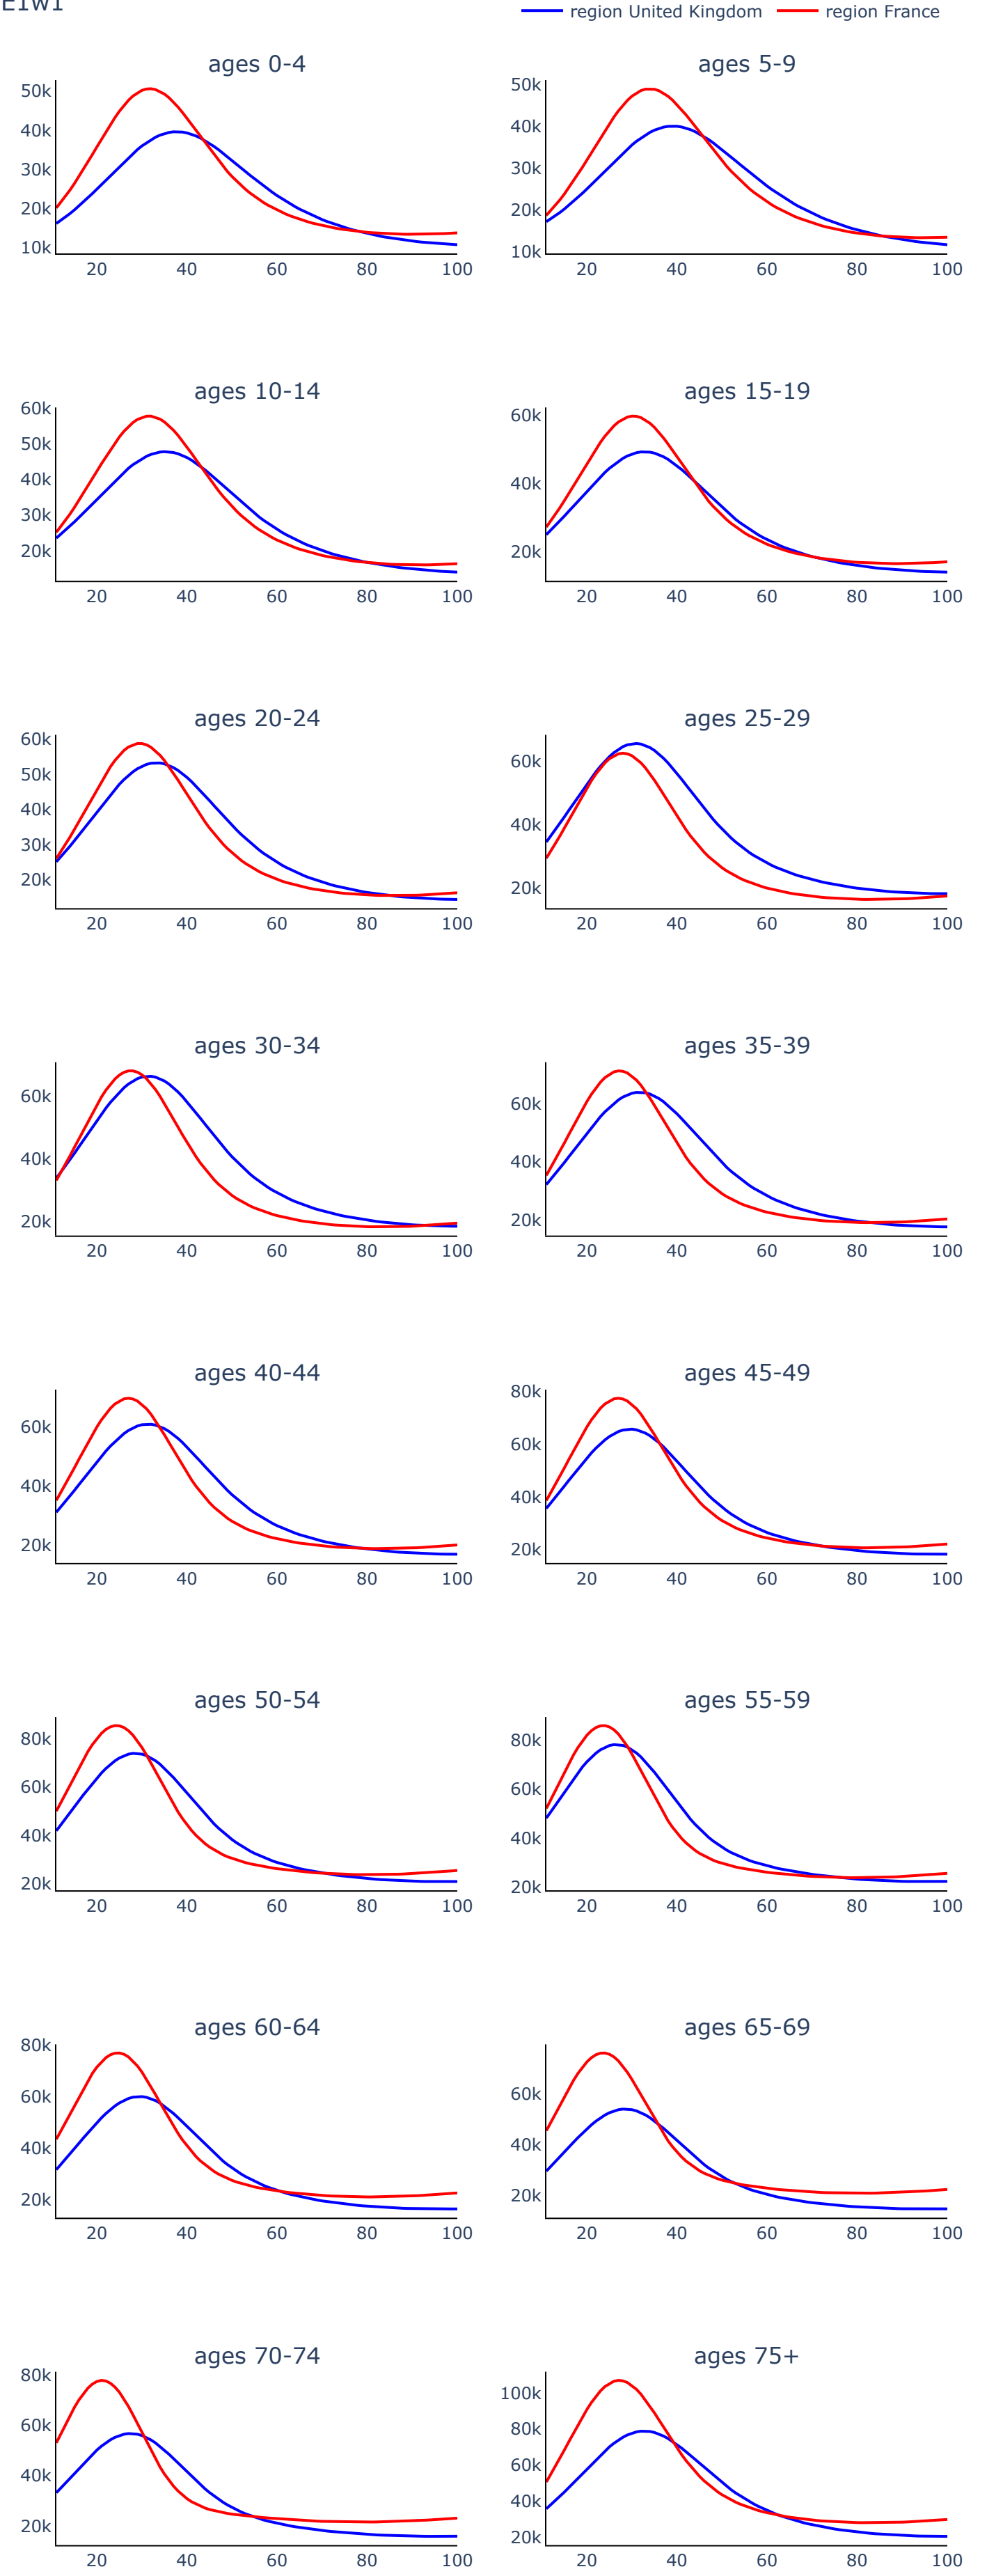 E1w1
region United Kingdom region France
ages 0-4 ages 5-9
50k
40k
30k
20k
10k
20 40 60 80 100
50k
40k
30k
20k
10k
20 40 60 80 100
ages 10-14 ages 15-19
60k
50k
40k
30k
20k
20 40 60 80 100
60k
40k
20k
20 40 60 80 100
ages 20-24 ages 25-29
60k
50k
40k
30k
20k
20 40 60 80 100
60k
40k
20k
20 40 60 80 100
ages 30-34 ages 35-39
60k
40k
20k
20 40 60 80 100
60k
40k
20k
20 40 60 80 100
ages 40-44 ages 45-49
60k
40k
20k
20 40 60 80 100
80k
60k
40k
20k
20 40 60 80 100
ages 50-54 ages 55-59
80k
60k
40k
20k
20 40 60 80 100
80k
60k
40k
20k
20 40 60 80 100
ages 60-64 ages 65-69
80k
60k
40k
20k
20 40 60 80 100
60k
40k
20k
20 40 60 80 100
ages 70-74 ages 75+
80k
60k
40k
20k
20 40 60 80 100
100k
80k
60k
40k
20k
20 40 60 80 100